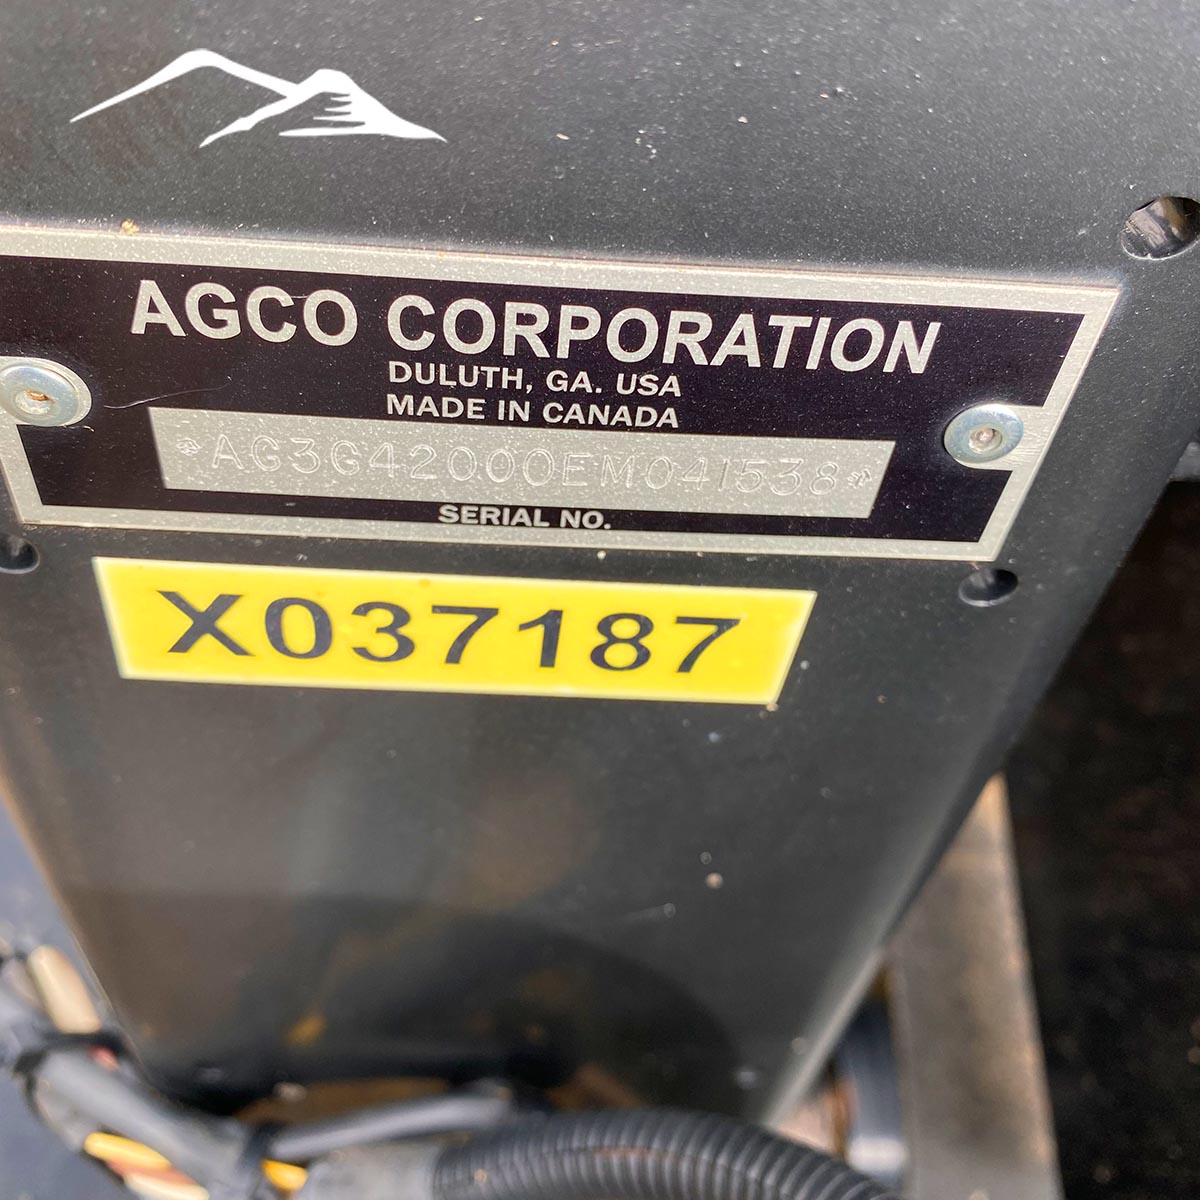 AGCO CORPORATION
DULUTH, GA. USA
MADE IN CANADA
*AG3G42000EM041538*
SERIAL NO.
X037187